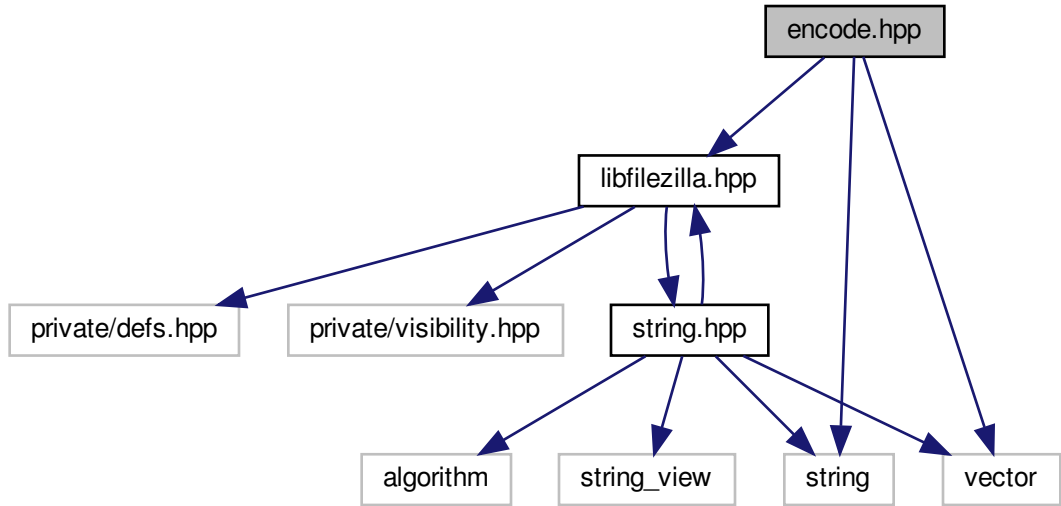 encode.hpp
libfilezilla.hpp
private/defs.hpp
private/visibility.hpp
string.hpp
algorithm
string_view
string
vector